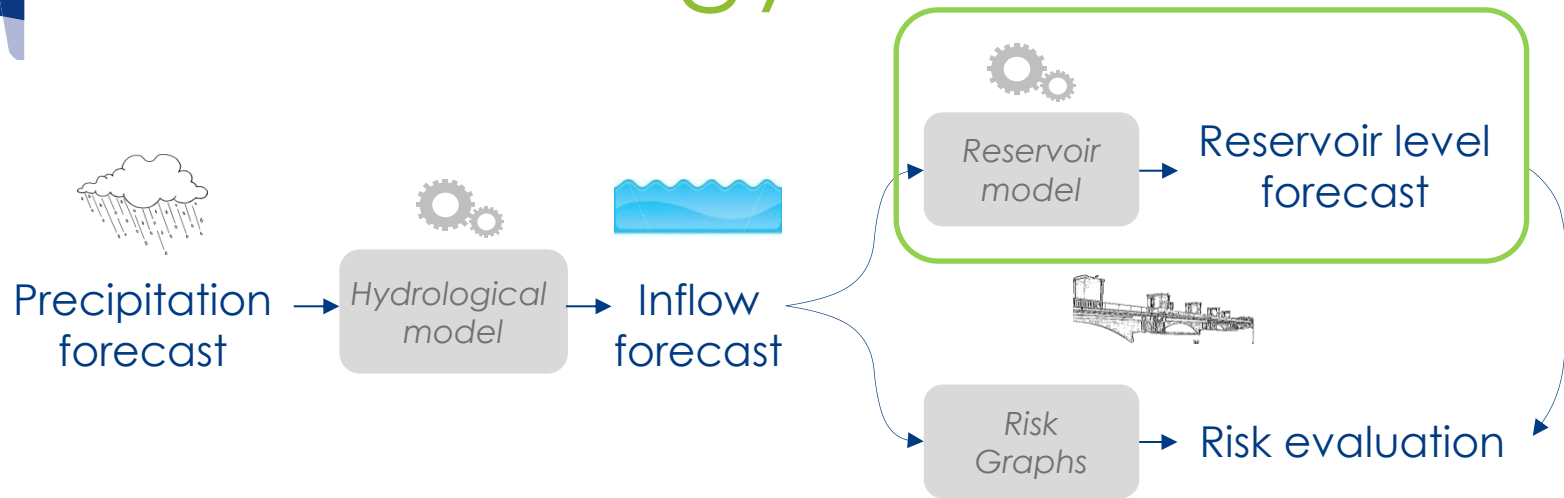 Precipitation
forecast
Hydrological
model
Inflow
forecast
Reservoir
model
Reservoir level
forecast
Risk
Graphs
Risk evaluation